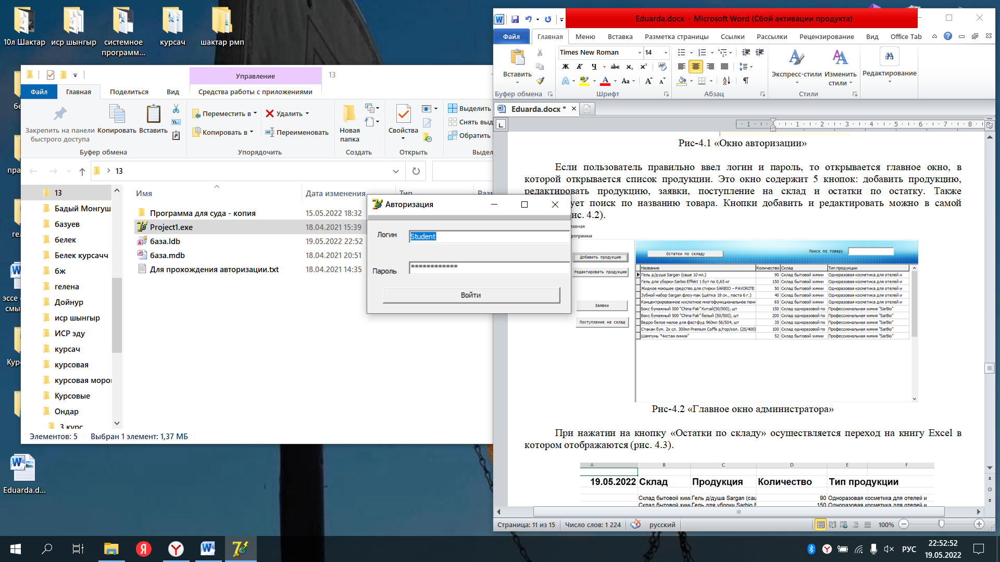 10л Шактар
иср шынгыр
системное
программ...
курсач
шактар рмп
Управление
13
Файл
Главная
Поделиться
Вид
Средства работы с приложениями
Закрепить на панели
быстрого доступа
Копировать
Вставить
Буфер обмена
Переместить в
Копировать в
Удалить
Переименовать
Упорядочить
Новая
папка
Создать
Свойства
Открыть
Выделить
Снять выд
Обратить
Выдел
13
13
Бадый Монгуш
базуев
белек
Белек курсачч
бж
гелена
Дойнур
иср шынгыр
ИСР эду
курсач
курсовая
курсовая моро
Курсовые
Ондар
3 курс
Имя
Дата изменения
Тип
Разм
Программа для суда - копия
15.05.2022 18:32
Project1.exe
18.04.2021 15:39
база.ldb
19.05.2022 22:52
база.mdb
18.04.2021 20:51
Для прохождения авторизации.txt
18.04.2021 14:35
Элементов: 5
Выбран 1 элемент: 1,37 МБ
Eduarda.d...
Авторизация
Логин
Student
Пароль
************
Войти
Eduarda.docx - Microsoft Word (Сбой активации продукта)
Файл
Главная
Меню
Вставка
Разметка страницы
Ссылки
Рассылки
Рецензирование
Вид
Office Tab
Вставить
Буфер обмена
Times New Roman
14
Шрифт
Абзац
Экспресс-стили
Изменить
стили
Стили
Редактирование
Eduarda.docx *
Рис-4.1 «Окно авторизации»
Если пользователь правильно ввел логин и пароль, то открывается главное окно, в
которой открывается список продукции. Это окно содержит 5 кнопок: добавить продукцию,
редактировать продукцию, заявки, поступление на склад и остатки по остатку. Также
ует поиск по названию товара. Кнопки добавить и редактировать можно в самой
ис. 4.2).
лавная
рограмма
Добавить продукцию
Редактировать продукцию
Заявки
Поступление на склад
Остатки по складу
Поиск по товару
Название Количество Склад Тип продукции
Гель д/душа Sargan (саше 10 мл.) 90 Склад бытовой химии Одноразовая косметика для отелей и
Гель для уборки Sarbio Effekt 1 бут по 0,65 кг 150 Склад бытовой химии Одноразовая косметика для отелей и
Жидкое моющее средство для стирки SARBIO – FAVORITE 50 Склад бытовой химии Одноразовая косметика для отелей и
Зубной набор Sargan флоу-пак (щётка 18 см., паста 6 г.) 40 Склад бытовой химии Одноразовая косметика для отелей и
Концентрированное кислотное многофункциональное пенн 65 Склад бытовой химии Одноразовая косметика для отелей и
Бокс бумажный 500 "China Pak" Китай(50/500), шт 150 Склад одноразовой по Профессиональная химия "SarBio"
Бокс бумажный 500 "China Pak" белый (50/500), шт 200 Склад одноразовой по Профессиональная химия "SarBio"
Ведро белое малое для фастфуд 960мл 56/504, шт 35 Склад одноразовой по Профессиональная химия "SarBio"
Стакан бум. 2х сл. 300мл Premium Coffe д/гор/хол. (25/400) 100 Склад одноразовой по Профессиональная химия "SarBio"
Шампунь "Чистая линия" 52 Склад бытовой химии Профессиональная химия "SarBio"
Рис-4.2 «Главное окно администратора»
При нажатии на кнопку «Остатки по складу» осуществляется переход на книгу Excel в
котором отображаются (рис. 4.3).
A B C D E F
19.05.2022 Склад Продукция Количество Тип продукции
Склад бытовой хими Гель д/душа Sargan (саш 90 Одноразовая косметика для отелей и
Склад бытовой хими Гель для уборки Sarbio E 150 Одноразовая косметика для отелей и
Страница: 11 из 15
Число слов: 1 224
русский
100%
РУС
22:52:52
19.05.2022